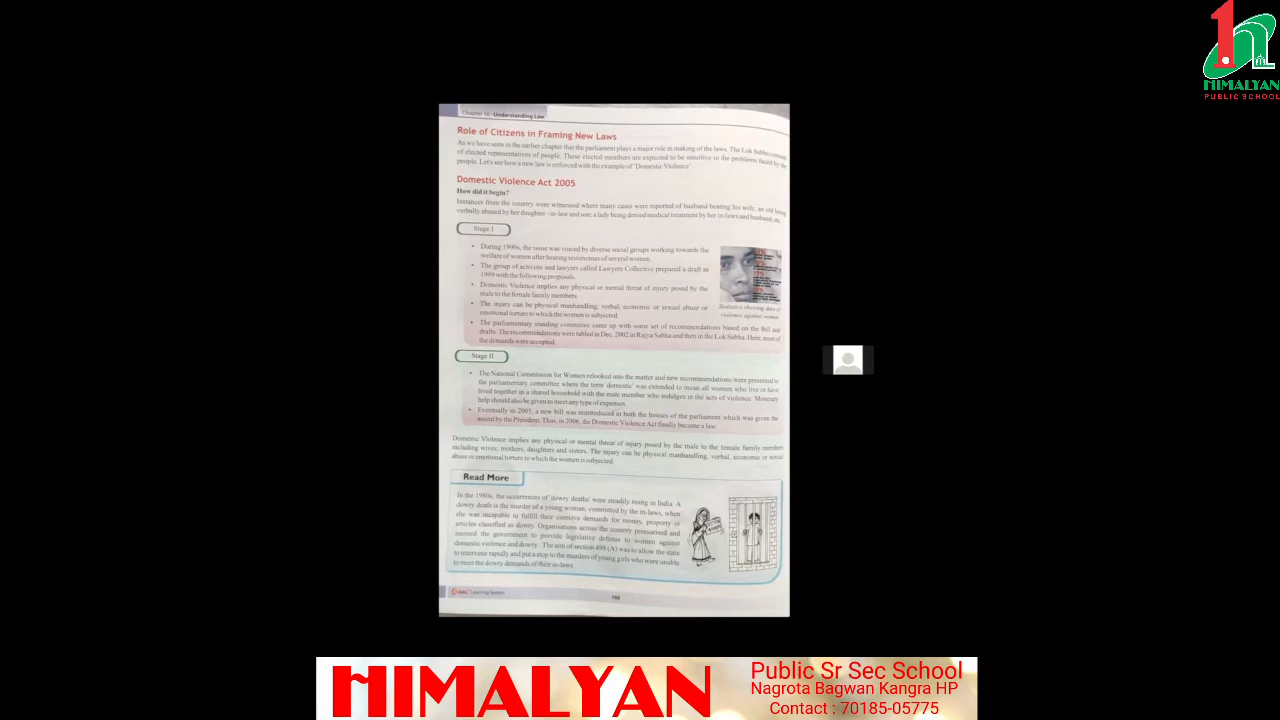 HIMALYAN
PUBLIC SCHOOL
Chapter 16 : Understanding Law
Role of Citizens in Framing New Laws
As we have seen in the earlier chapter that the parliament plays a major role in making of the laws. The Lok Sabha consists
of elected representatives of people. These elected members are expected to be sensitive to the problems faced by the
people. Let's see how a new law is enforced with the example of 'Domestic Violence'.
Domestic Violence Act 2005
How did it begin?
Instances from the country were witnessed where many cases were reported of husband beating his wife, an old being
verbally abused by her daughter -in-law and son; a lady being denied medical treatment by her in-laws and husband, etc.
Stage I
• During 1990s, the issue was voiced by diverse social groups working towards the
welfare of women after hearing testimonies of several women.
• The group of activists and lawyers called Lawyers Collective prepared a draft in
1999 with the following proposals.
• Domestic Violence implies any physical or mental threat of injury posed by the
male to the female family members.
• The injury can be physical manhandling, verbal, economic or sexual abuse or
emotional torture to which the women is subjected.
Statistics showing data of
violence against women
• The parliamentary standing committee came up with some set of recommendations based on the Bill and
drafts. The recommendations were tabled in Dec, 2002 in Rajya Sabha and then in the Lok Sabha. Here, most of
the demands were accepted.
Stage II
• The National Commission for Women relooked into the matter and new recommendations were presented to
the parliamentary committee where the term 'domestic' was extended to mean all women who live or have
lived together in a shared household with the male member who indulges in the acts of violence. Monetary
help should also be given to meet any type of expenses.
• Eventually in 2005, a new bill was reintroduced in both the houses of the parliament which was given the
assent by the President. Thus, in 2006, the Domestic Violence Act finally became a law.
Domestic Violence implies any physical or mental threat of injury posed by the male to the female family members
including wives, mothers, daughters and sisters. The injury can be physical manhandling, verbal, economic or sexual
abuse or emotional torture to which the women is subjected.
Read More
In the 1980s, the occurrences of 'dowry deaths' were steadily rising in India. A
dowry death is the murder of a young woman, committed by the in-laws, when
she was incapable to fulfill their coercive demands for money, property or
articles classified as dowry. Organisations across the country pressurised and
insisted the government to provide legislative defense to women against
domestic violence and dowry. The aim of section 498 (A) was to allow the state
to intervene rapidly and put a stop to the murders of young girls who were unable
to meet the dowry demands of their in-laws.
Learning System
HIMALYAN
Public Sr Sec School
Nagrota Bagwan Kangra HP
Contact : 70185-05775